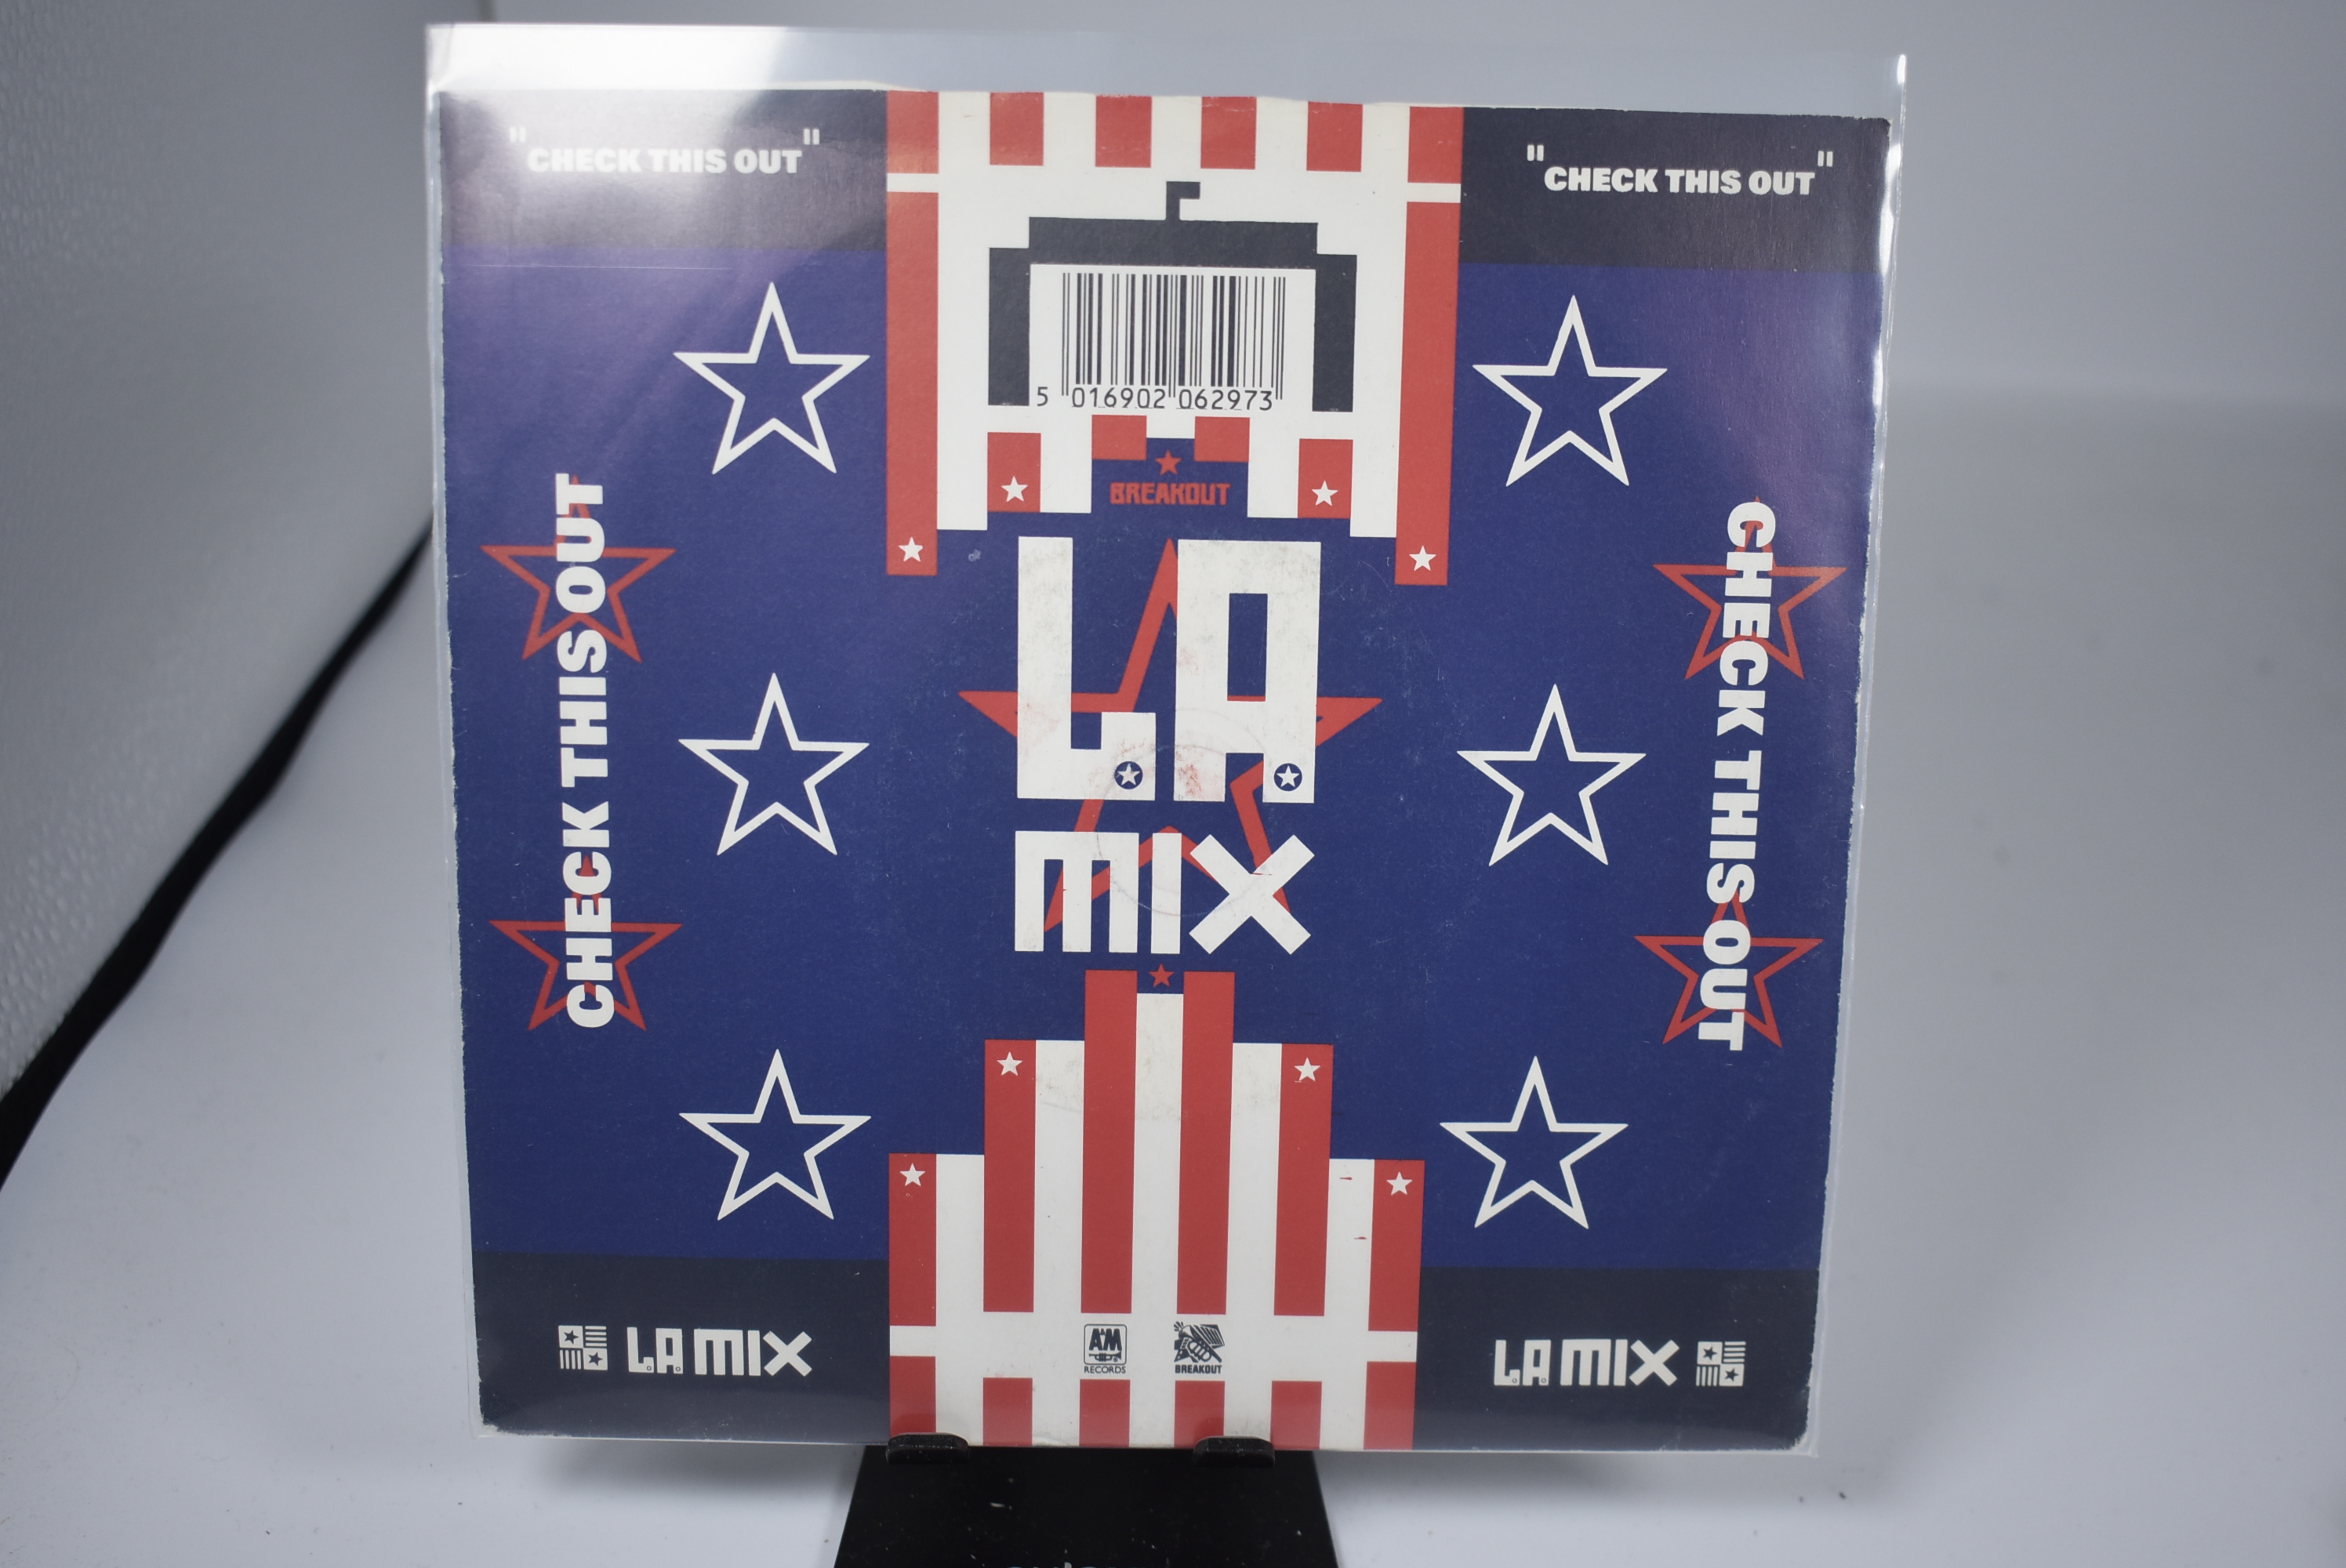 "CHECK THIS OUT"
"CHECK THIS OUT"
5 016902 062973
BREAKOUT
CHECK THIS OUT
L.A.
MIX
CHECK THIS OUT
L.A. MIX
A&M
RECORDS
BREAKOUT
L.A. MIX